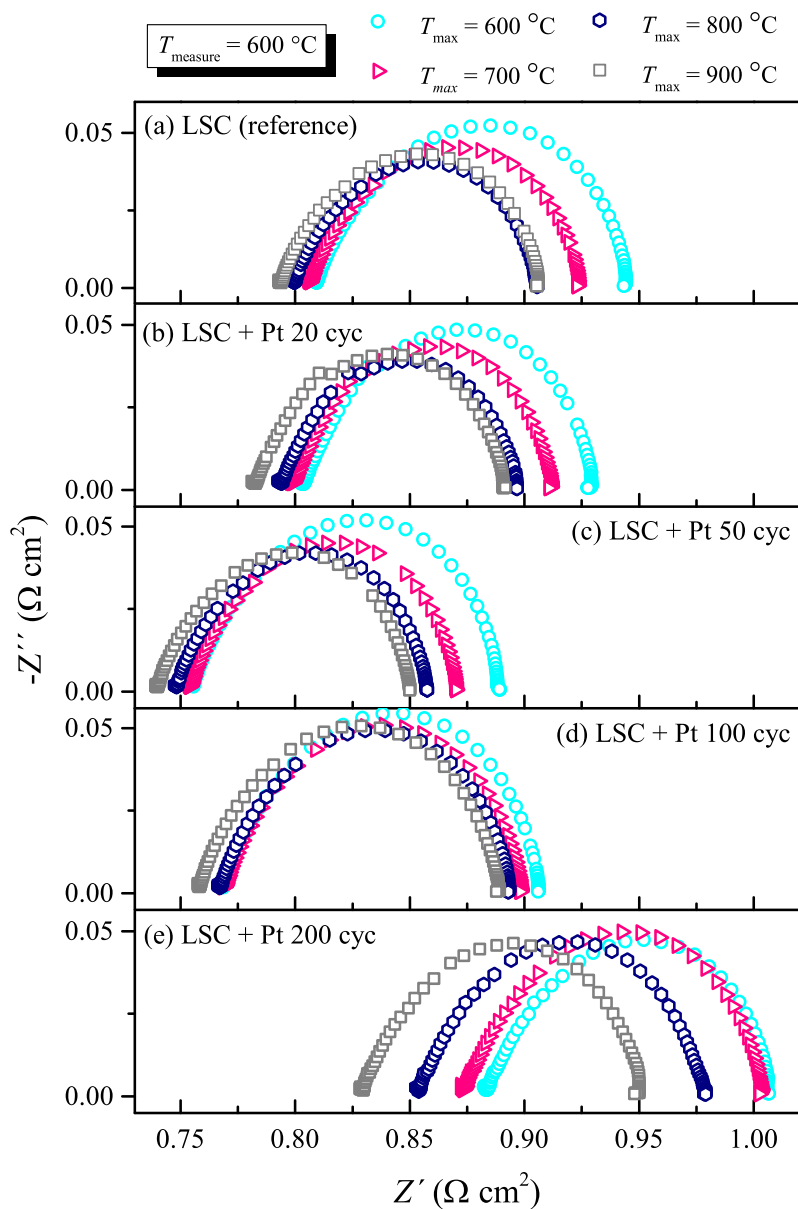 T_measure = 600 °C
T_max = 600 °C
T_max = 800 °C
T_max = 700 °C
T_max = 900 °C
(a) LSC (reference)
0.05
0.00
(b) LSC + Pt 20 cyc
0.05
0.00
(c) LSC + Pt 50 cyc
0.05
0.00
(d) LSC + Pt 100 cyc
0.05
0.00
(e) LSC + Pt 200 cyc
0.05
0.00
-Z´´ (Ω cm²)
0.75 0.80 0.85 0.90 0.95 1.00
Z´ (Ω cm²)